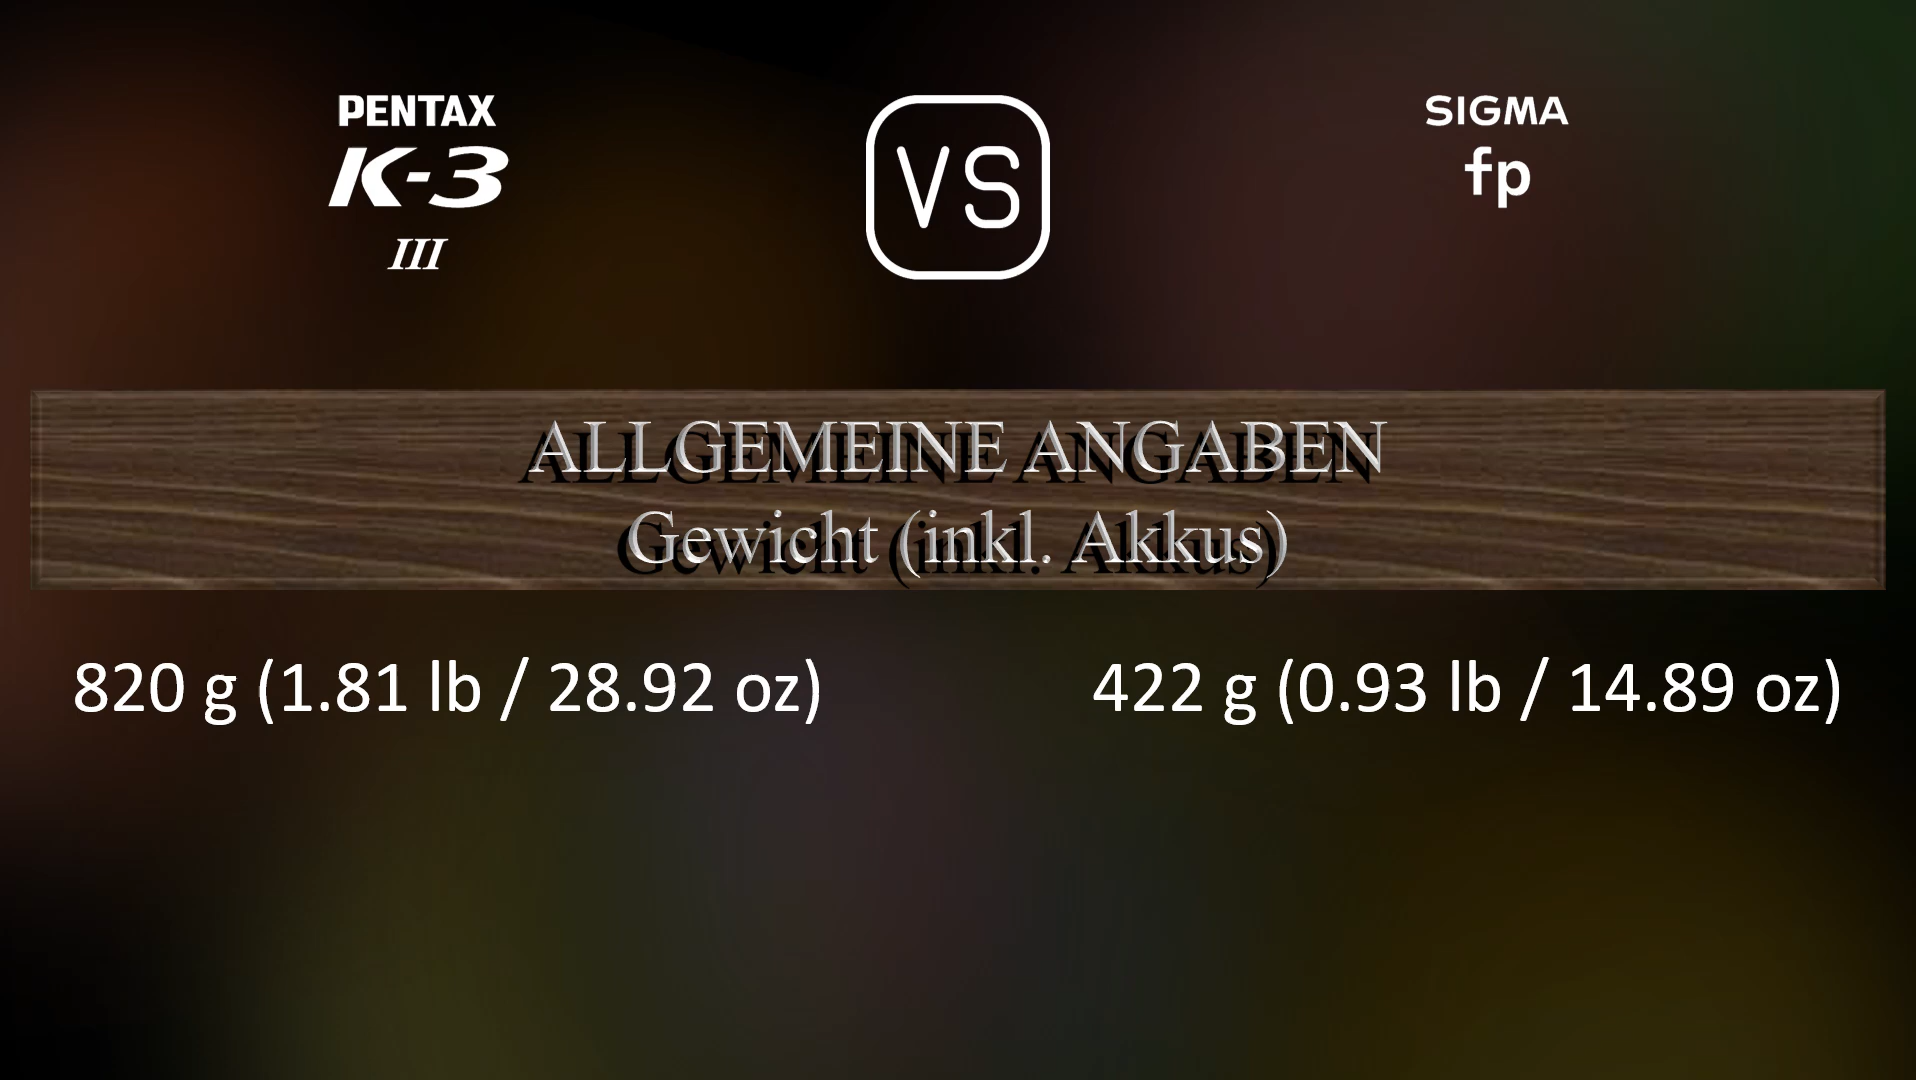 PENTAX
K-3
III
VS
SIGMA
fp
ALLGEMEINE ANGABEN
Gewicht (inkl. Akkus)
820 g (1.81 lb / 28.92 oz)
422 g (0.93 lb / 14.89 oz)